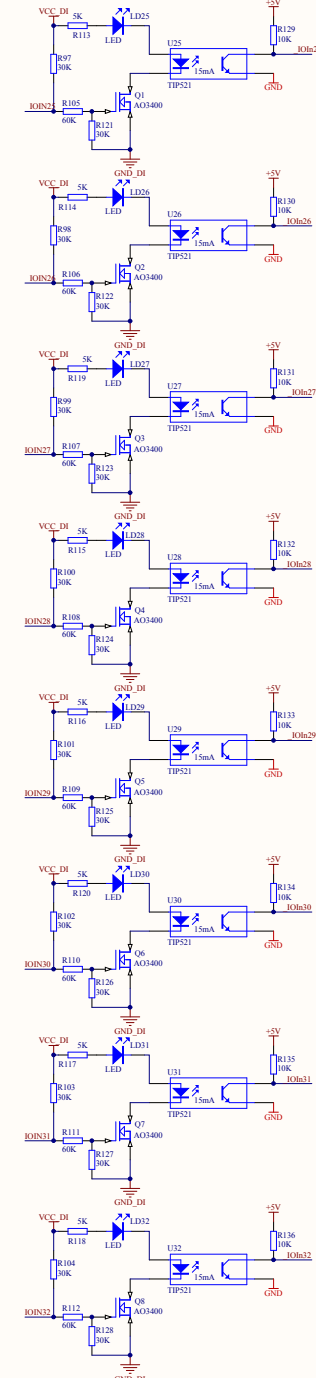 VCC_DI 5K LD25 U25 +5V
R113 LED R129 10K
R97 30K IOIn2
Q1 15mA
IOIN25 R105 AO3400 TIP521 GND
60K R121 30K
GND_DI
VCC_DI 5K LD26 U26 +5V
R114 LED R130 10K
R98 30K IOIn26
Q2 15mA
IOIN26 R106 AO3400 TIP521 GND
60K R122 30K
GND_DI
VCC_DI 5K LD27 U27 +5V
R119 LED R131 10K
R99 30K IOIn27
Q3 15mA
IOIN27 R107 AO3400 TIP521 GND
60K R123 30K
GND_DI
VCC_DI 5K LD28 U28 +5V
R115 LED R132 10K
R100 30K IOIn28
Q4 15mA
IOIN28 R108 AO3400 TIP521 GND
60K R124 30K
GND_DI
VCC_DI 5K LD29 U29 +5V
R116 LED R133 10K
R101 30K IOIn29
Q5 15mA
IOIN29 R109 AO3400 TIP521 GND
60K R125 30K
GND_DI
VCC_DI 5K LD30 U30 +5V
R120 LED R134 10K
R102 30K IOIn30
Q6 15mA
IOIN30 R110 AO3400 TIP521 GND
60K R126 30K
GND_DI
VCC_DI 5K LD31 U31 +5V
R117 LED R135 10K
R103 30K IOIn31
Q7 15mA
IOIN31 R111 AO3400 TIP521 GND
60K R127 30K
GND_DI
VCC_DI 5K LD32 U32 +5V
R118 LED R136 10K
R104 30K IOIn32
Q8 15mA
IOIN32 R112 AO3400 TIP521 GND
60K R128 30K
GND_DI